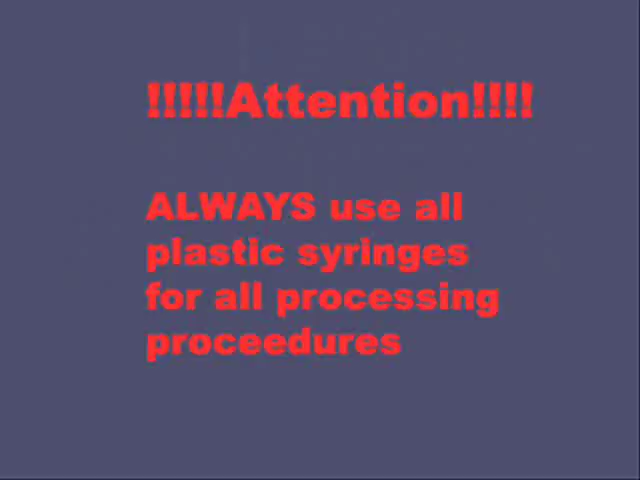 !!!!!Attention!!!!
ALWAYS use all
plastic syringes
for all processing
proceedures